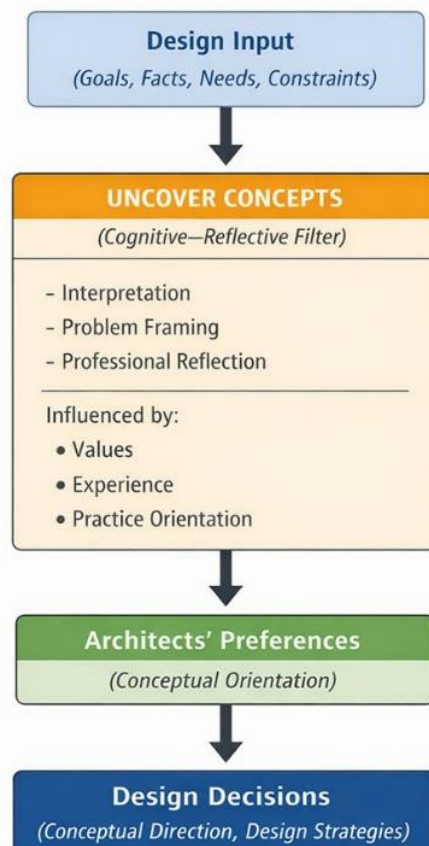 Design Input
(Goals, Facts, Needs, Constraints)
UNCOVER CONCEPTS
(Cognitive—Reflective Filter)
- Interpretation
- Problem Framing
- Professional Reflection
Influenced by:
• Values
• Experience
• Practice Orientation
Architects' Preferences
(Conceptual Orientation)
Design Decisions
(Conceptual Direction, Design Strategies)